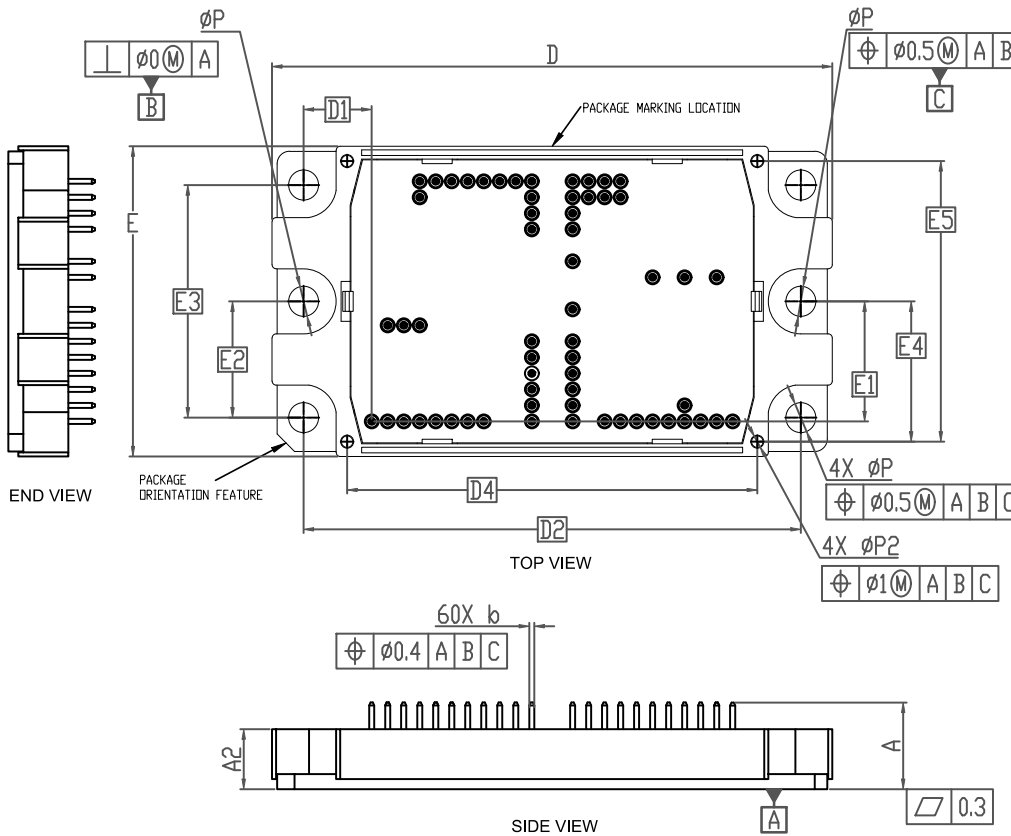 øP
⊥ ø0Ⓜ A
B
D
øP
⌖ ø0.5Ⓜ A B
C
D1
PACKAGE MARKING LOCATION
E
E3
E2
E5
E4
E1
END VIEW
PACKAGE
ORIENTATION FEATURE
D4
D2
TOP VIEW
4X øP
⌖ ø0.5Ⓜ A B C
4X øP2
⌖ ø1Ⓜ A B C
60X b
⌖ ø0.4 A B C
A2
A
A
⏥ 0.3
SIDE VIEW